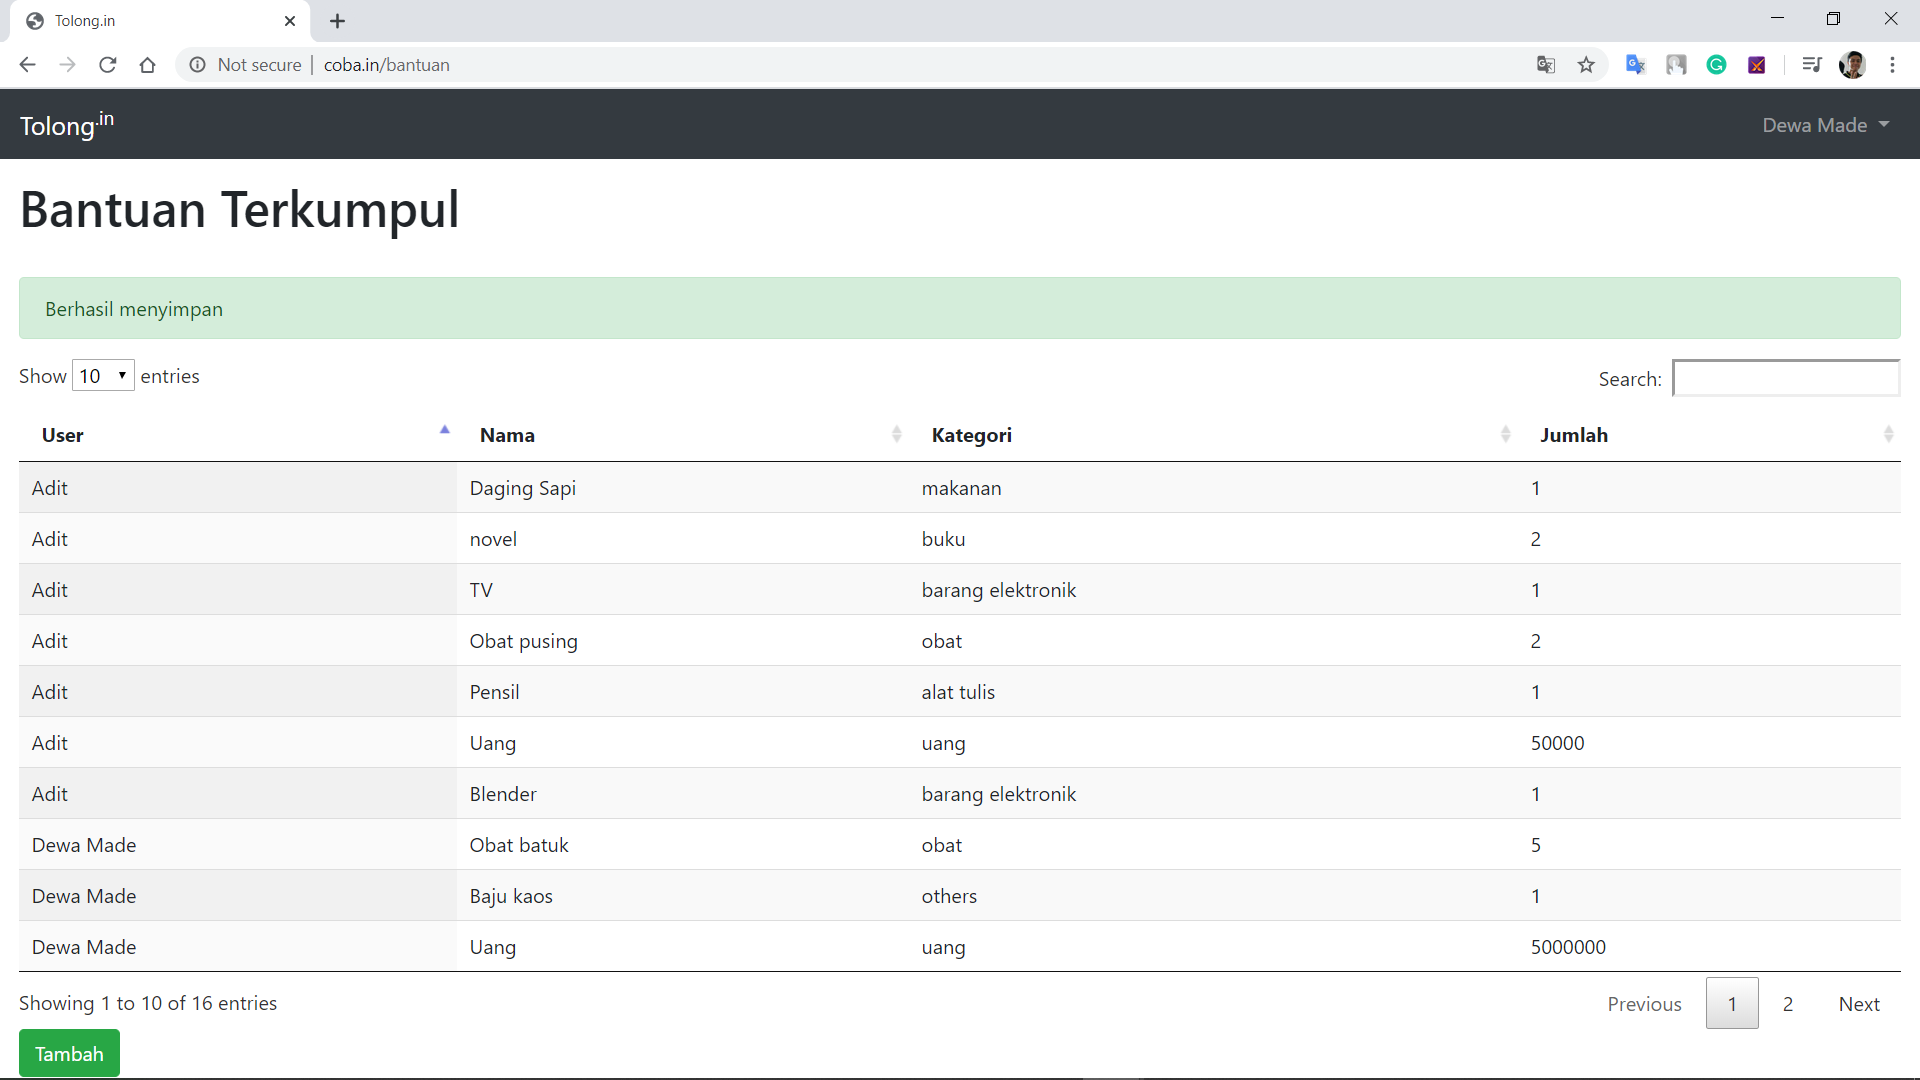 Tolong.in
Not secure | coba.in/bantuan
Tolong.in
Dewa Made
Bantuan Terkumpul
Berhasil menyimpan
Show 10 entries
Search:
User Nama Kategori Jumlah
Adit Daging Sapi makanan 1
Adit novel buku 2
Adit TV barang elektronik 1
Adit Obat pusing obat 2
Adit Pensil alat tulis 1
Adit Uang uang 50000
Adit Blender barang elektronik 1
Dewa Made Obat batuk obat 5
Dewa Made Baju kaos others 1
Dewa Made Uang uang 5000000
Showing 1 to 10 of 16 entries
Previous 1 2 Next
Tambah